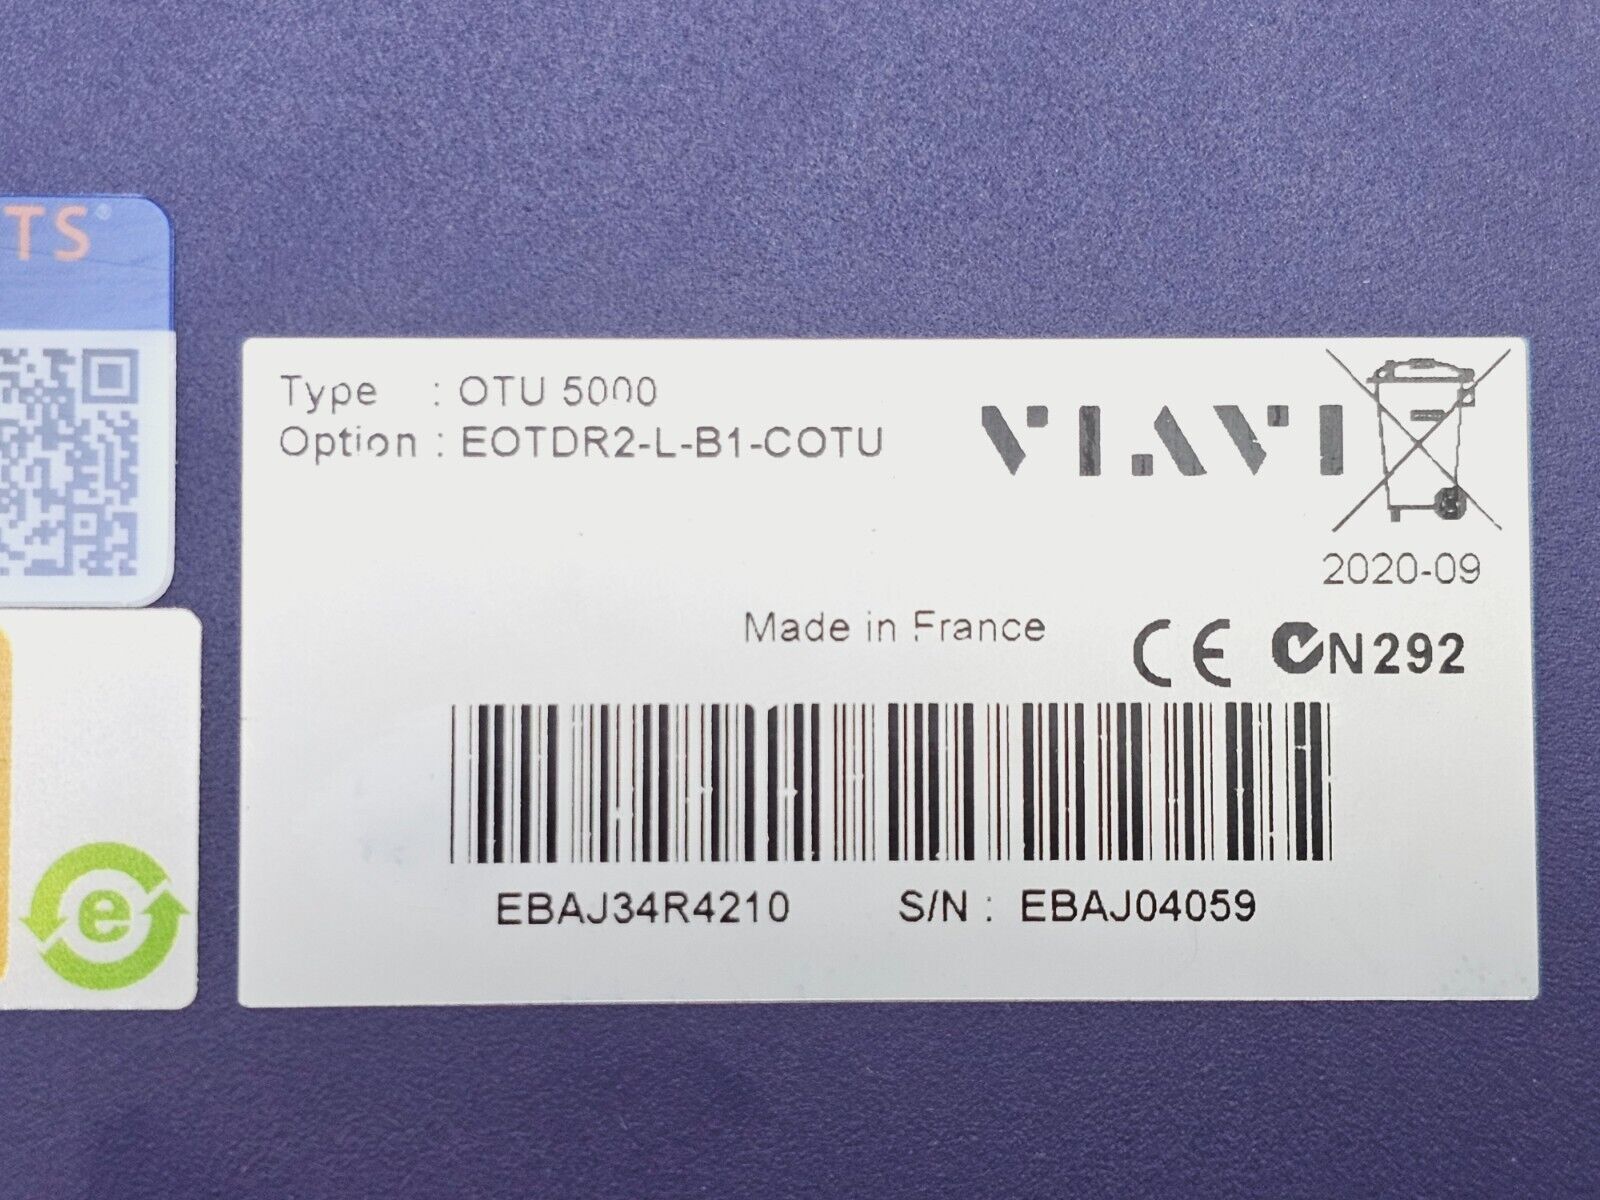 TS®
Type : OTU 5000
Option : EOTDR2-L-B1-COTU
VIAVI
2020-09
Made in France
CE N292
EBAJ34R4210 S/N : EBAJ04059
e